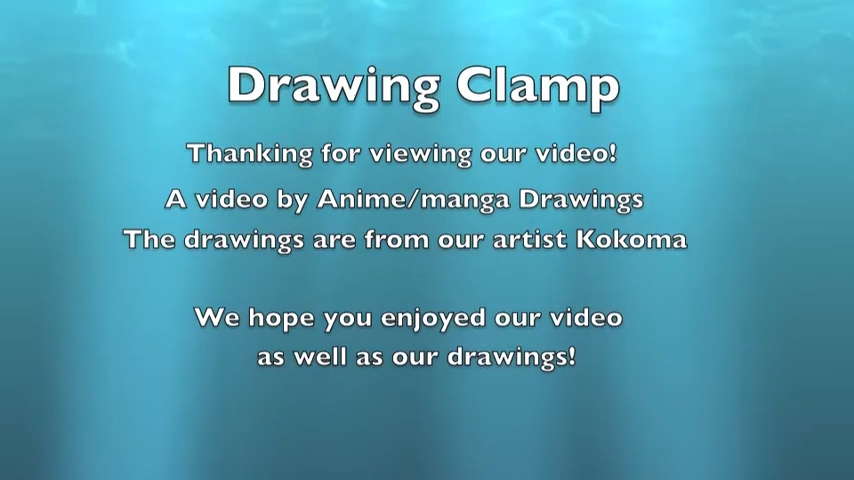 Drawing Clamp
Thanking for viewing our video!
A video by Anime/manga Drawings
The drawings are from our artist Kokoma
We hope you enjoyed our video
as well as our drawings!